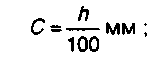 C = h/100 мм ;